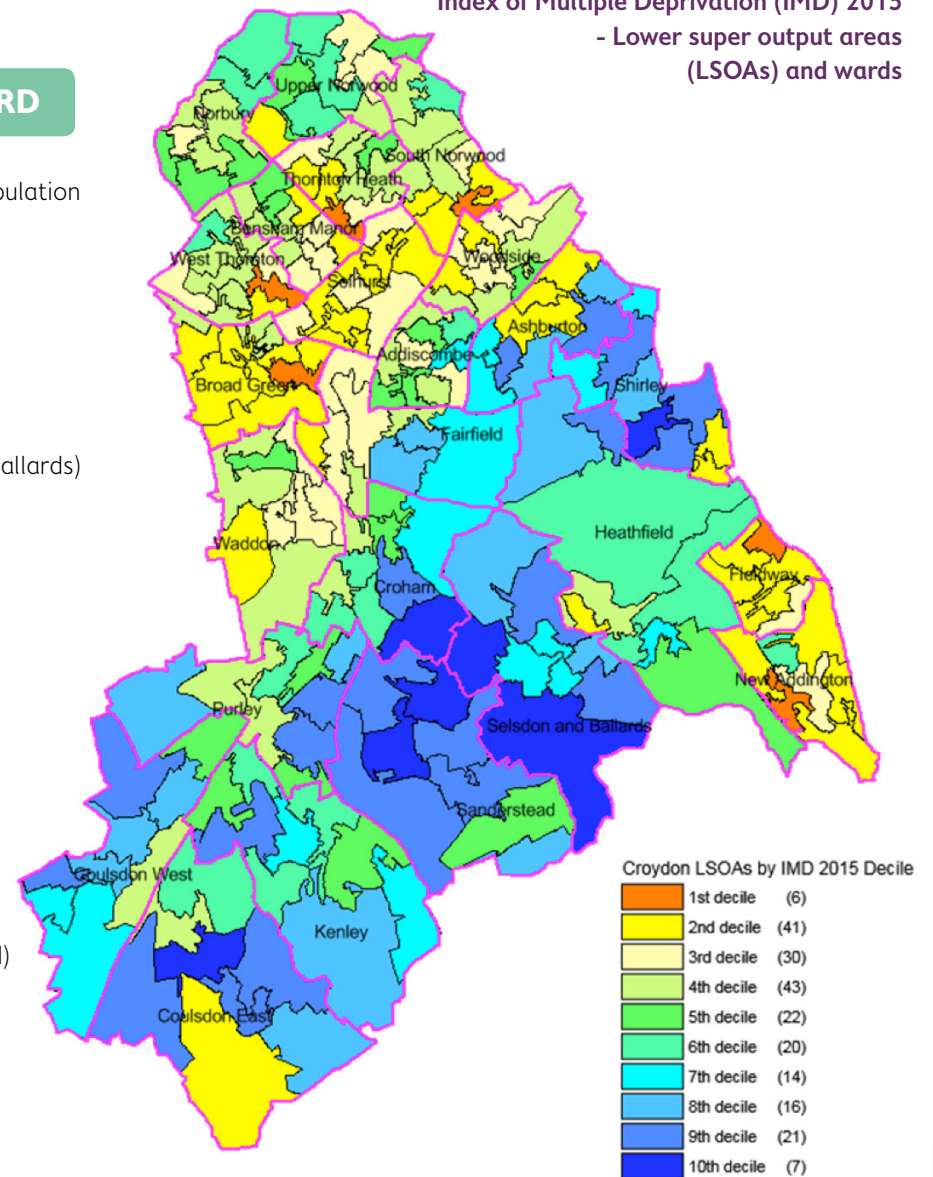 Index of Multiple Deprivation (IMD) 2015
- Lower super output areas
(LSOAs) and wards
RD
pulation
allards)
)
Upper Norwood
Norbury
South Norwood
Thornton Heath
Bensham Manor
West Thornton
Woodside
Selhurst
Ashburton
Addiscombe
Broad Green
Shirley
Fairfield
Heathfield
Waddon
Fieldway
Croham
New Addington
Purley
Selsdon and Ballards
Sanderstead
Coulsdon West
Kenley
Coulsdon East
Croydon LSOAs by IMD 2015 Decile
1st decile (6)
2nd decile (41)
3rd decile (30)
4th decile (43)
5th decile (22)
6th decile (20)
7th decile (14)
8th decile (16)
9th decile (21)
10th decile (7)